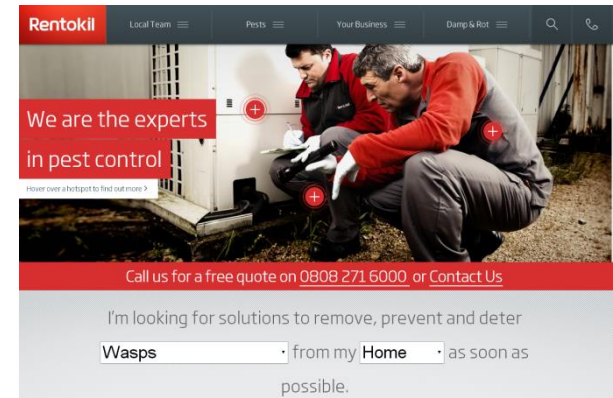 Rentokil
Local Team
Pests
Your Business
Damp & Rot
We are the experts
in pest control
Hover over a hotspot to find out more >
Call us for a free quote on 0808 271 6000 or Contact Us
I'm looking for solutions to remove, prevent and deter
Wasps from my Home as soon as
possible.